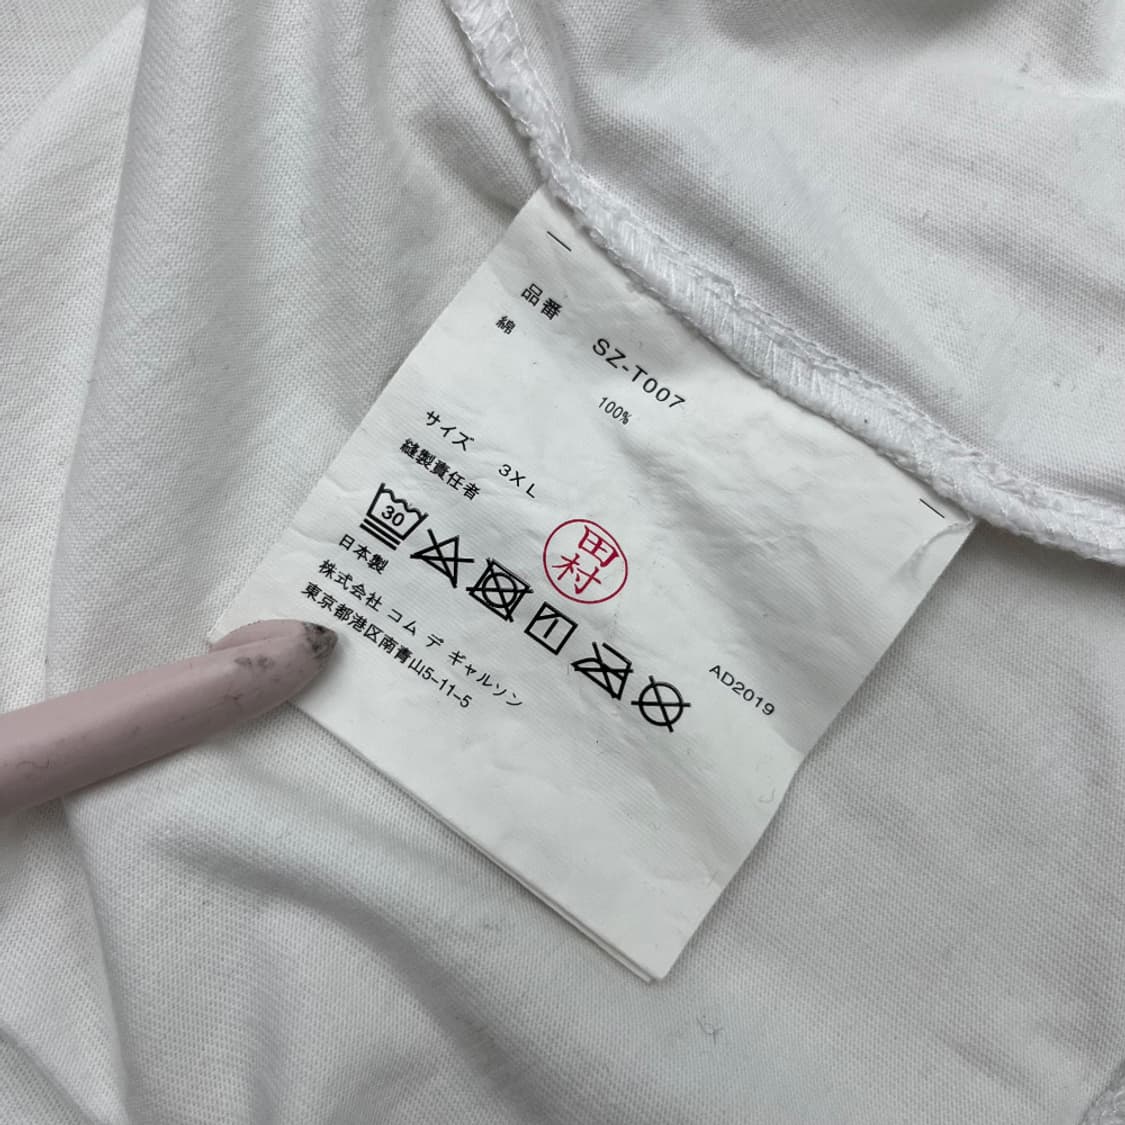 品番 SZ-T007
綿 100%
サイズ 3XL
縫製責任者
田村
30
日本製
株式会社 コム デ ギャルソン
東京都港区南青山5-11-5
AD2019